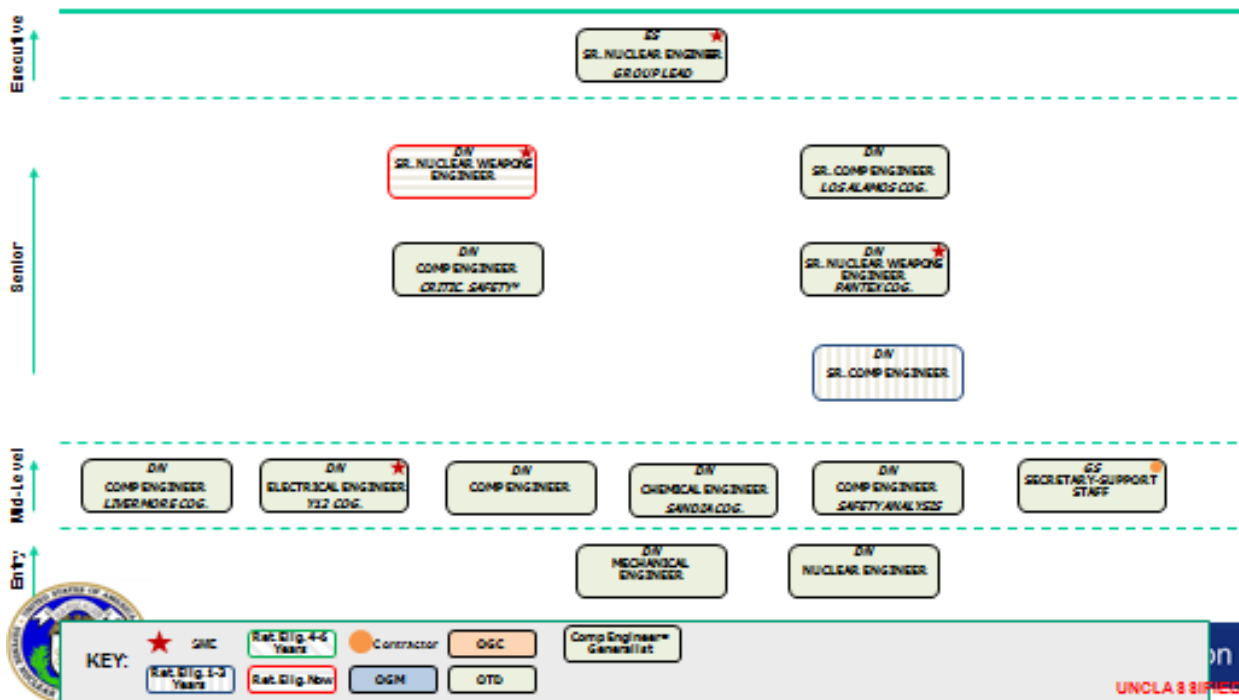 Executive
ES
SR. NUCLEAR ENGINEER
GROUP LEAD
Senior
DN
SR. NUCLEAR WEAPONS
ENGINEER
DN
SR. COMP ENGINEER
LOS ALAMOS COG.
DN
COMP ENGINEER
CRITIC. SAFETY*
DN
SR. NUCLEAR WEAPONS
ENGINEER
PANTEX COG.
DN
SR. COMP ENGINEER
Mid-Level
DN
COMP ENGINEER
LIVERMORE COG.
DN
ELECTRICAL ENGINEER
Y12 COG.
DN
COMP ENGINEER
DN
CHEMICAL ENGINEER
SANDIA COG.
DN
COMP ENGINEER
SAFETY ANALYSIS
GS
SECRETARY-SUPPORT
STAFF
Entry
DN
MECHANICAL
ENGINEER
DN
NUCLEAR ENGINEER
UNITED STATES OF AMERICA
KEY:
SME
Ret. Elig. 4-6
Years
Contractor
OGC
Comp Engineer=
Generalist
Ret. Elig. 1-3
Years
Ret. Elig. Now
OGM
OTD
on
UNCLASSIFIED